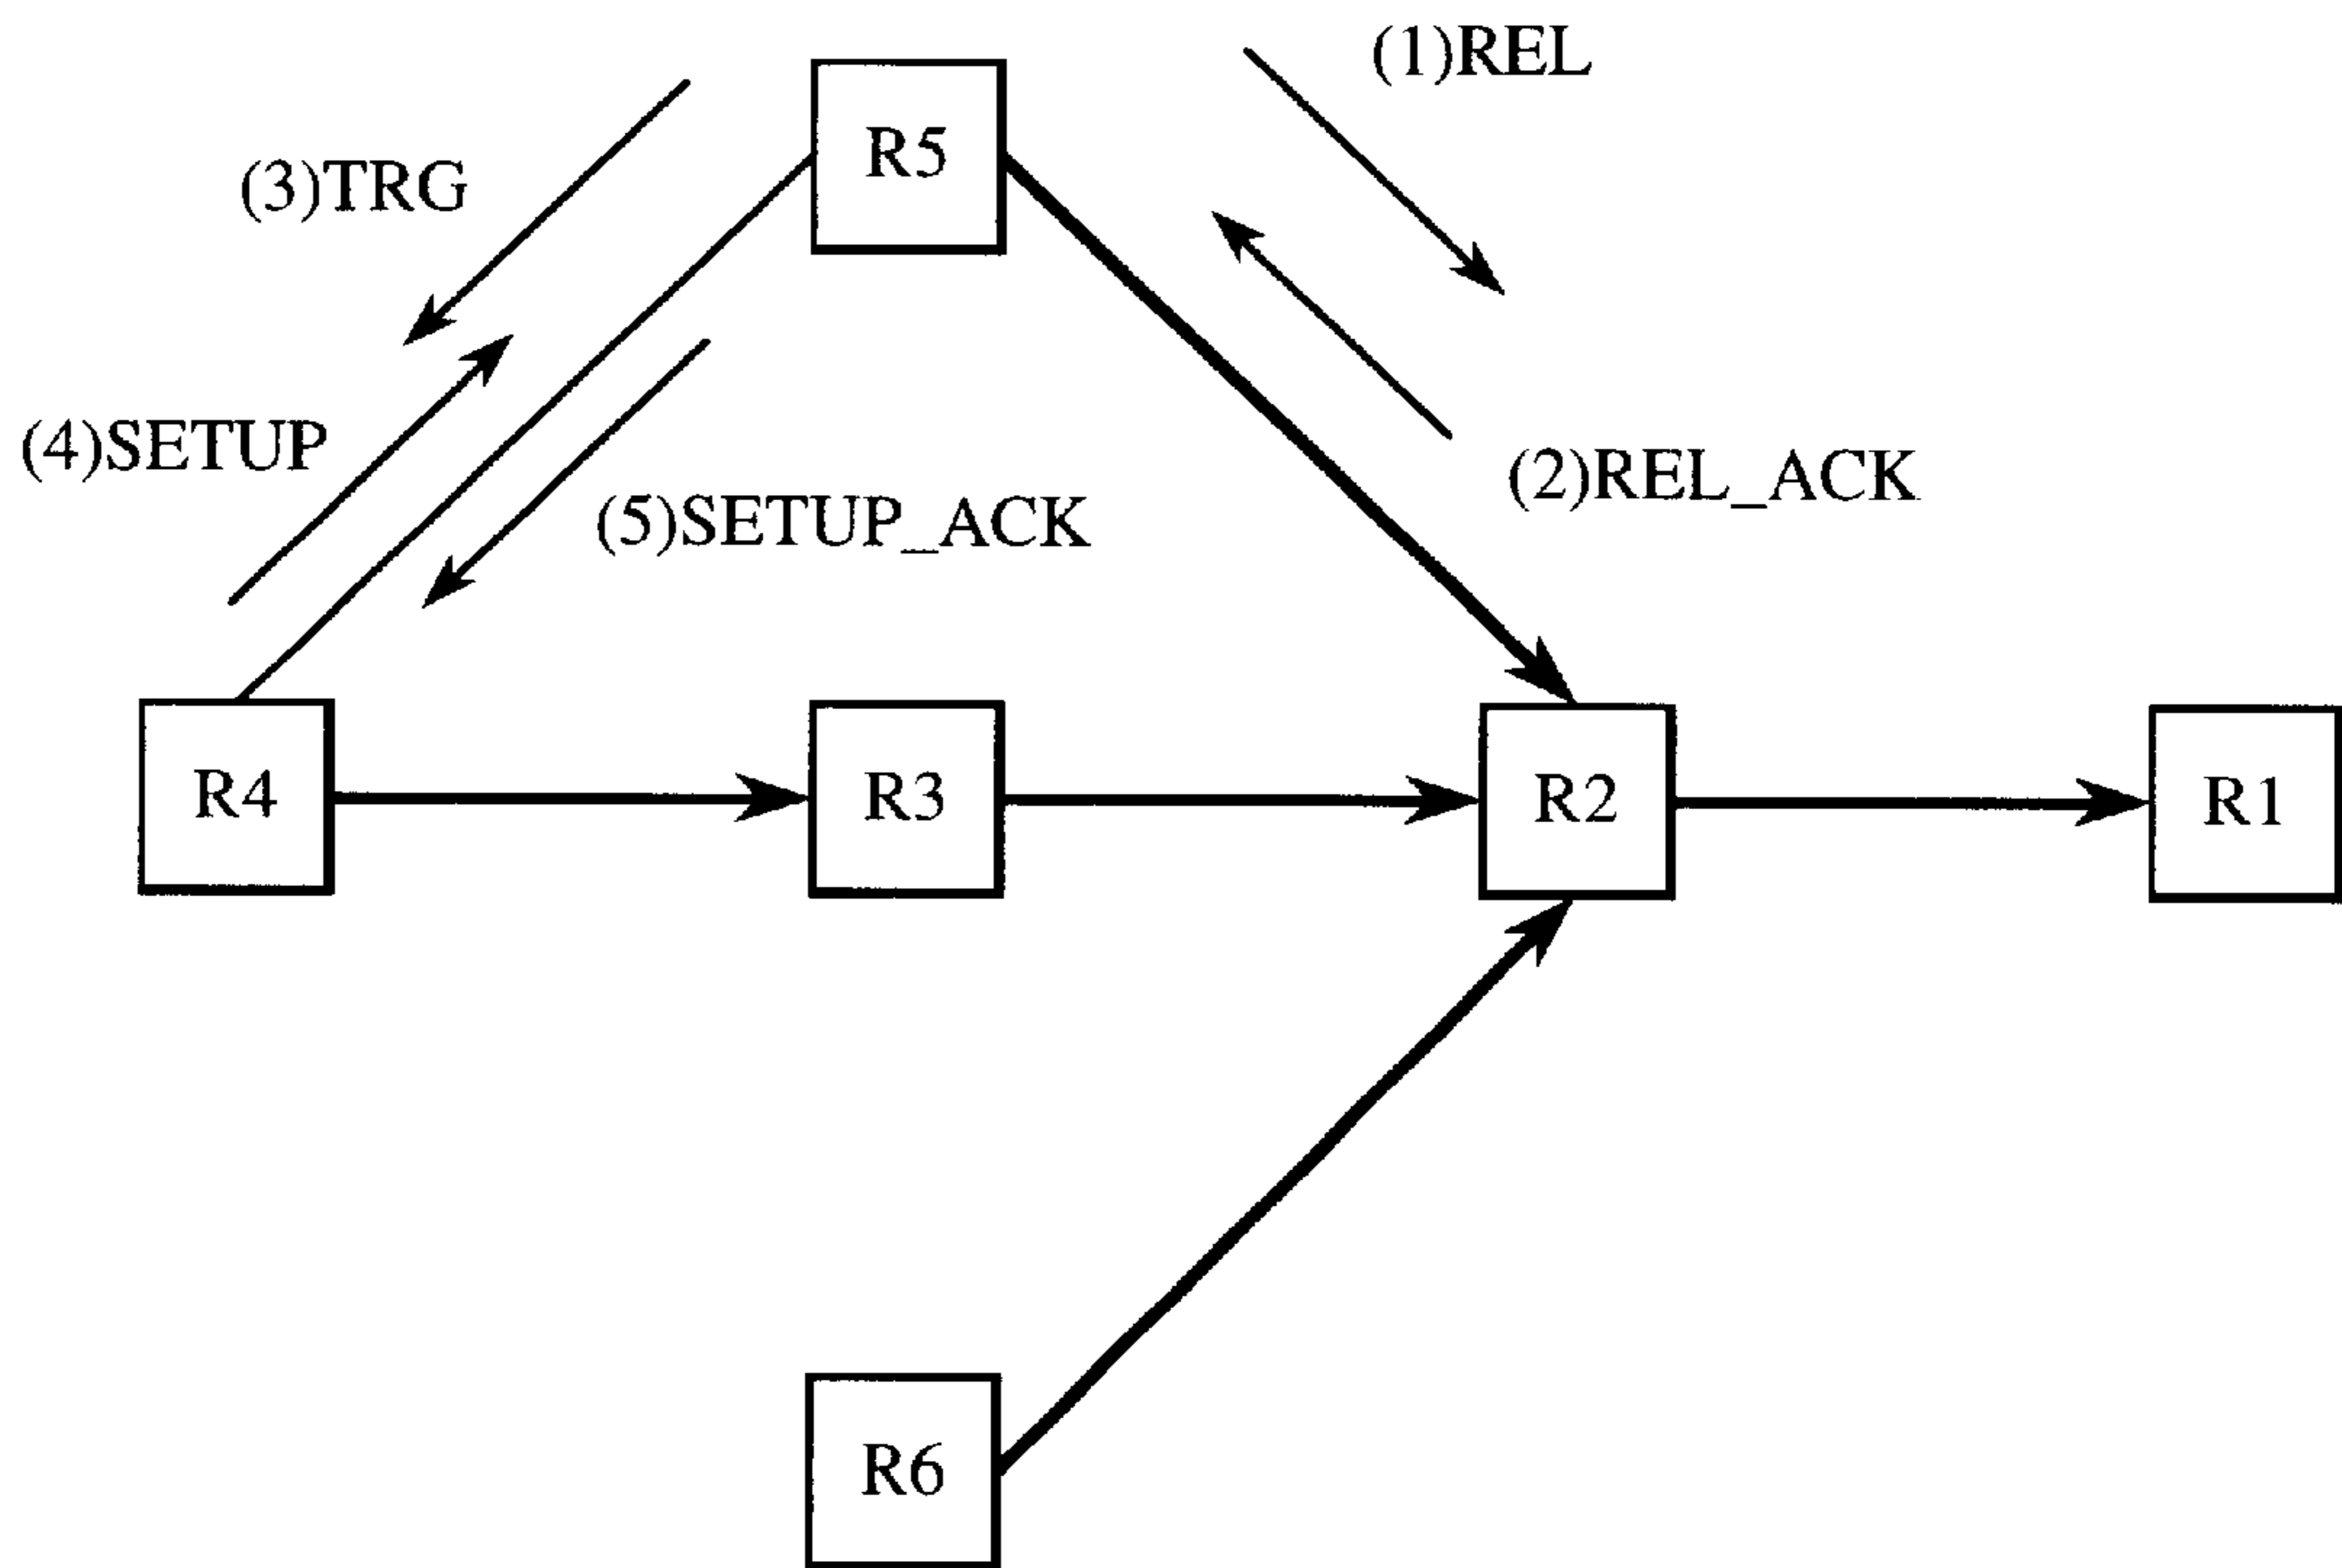 (1)REL
R5
(3)TRG
(4)SETUP
(2)REL_ACK
(5)SETUP_ACK
R4
R3
R2
R1
R6